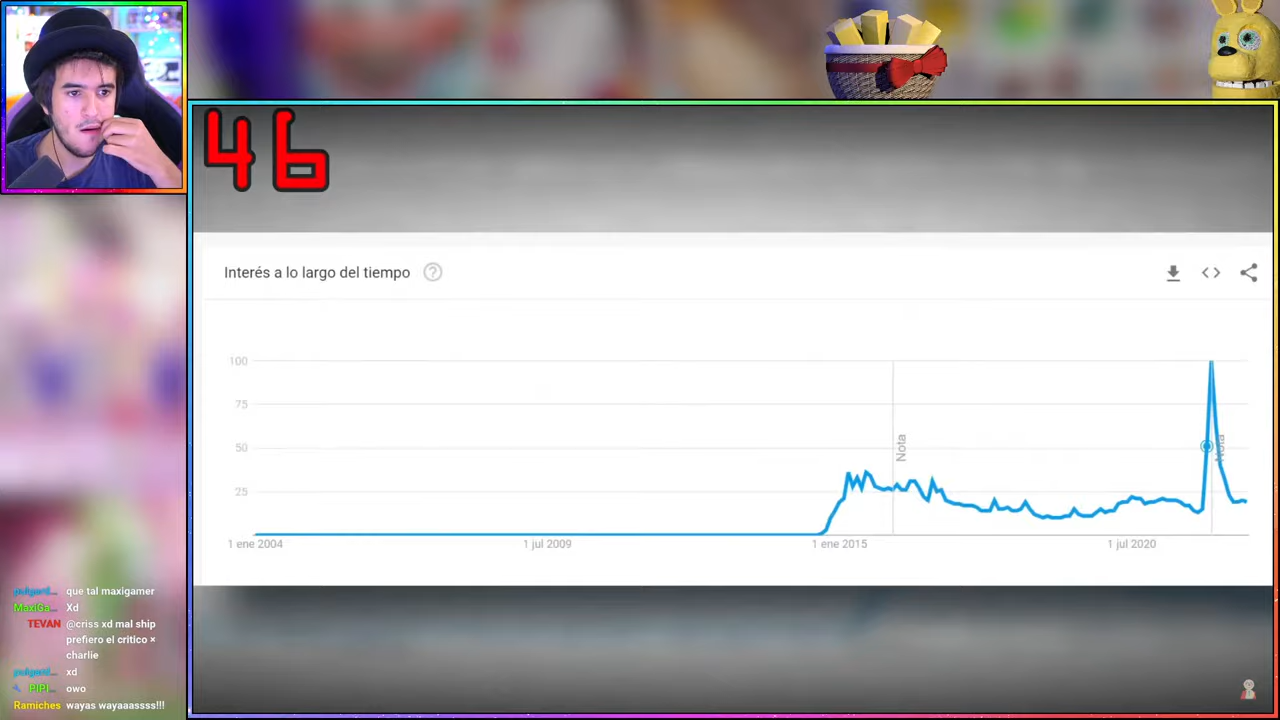 46
Interés a lo largo del tiempo
100
75
50
25
Nota
Nota
1 ene 2004
1 jul 2009
1 ene 2015
1 jul 2020
que tal maxigamer
MaxiGa... Xd
TEVAN @criss xd mal ship
prefiero el critico ×
charlie
xd
PIPI... owo
Ramiches wayas wayaaassss!!!